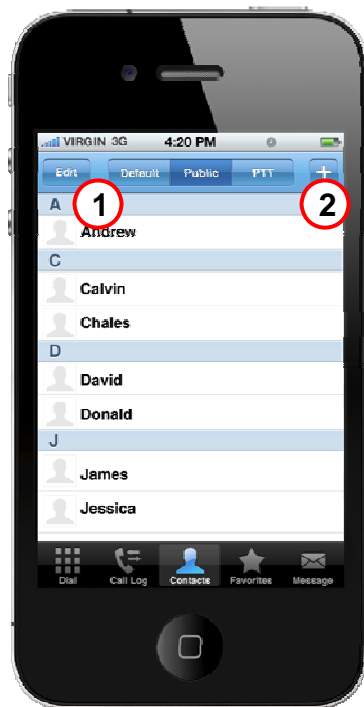 VIRGIN 3G 4:20 PM
Edit Default Public PTT +
A 1 2
Andrew
C
Calvin
Chales
D
David
Donald
J
James
Jessica
Dial Call Log Contacts Favorites Message